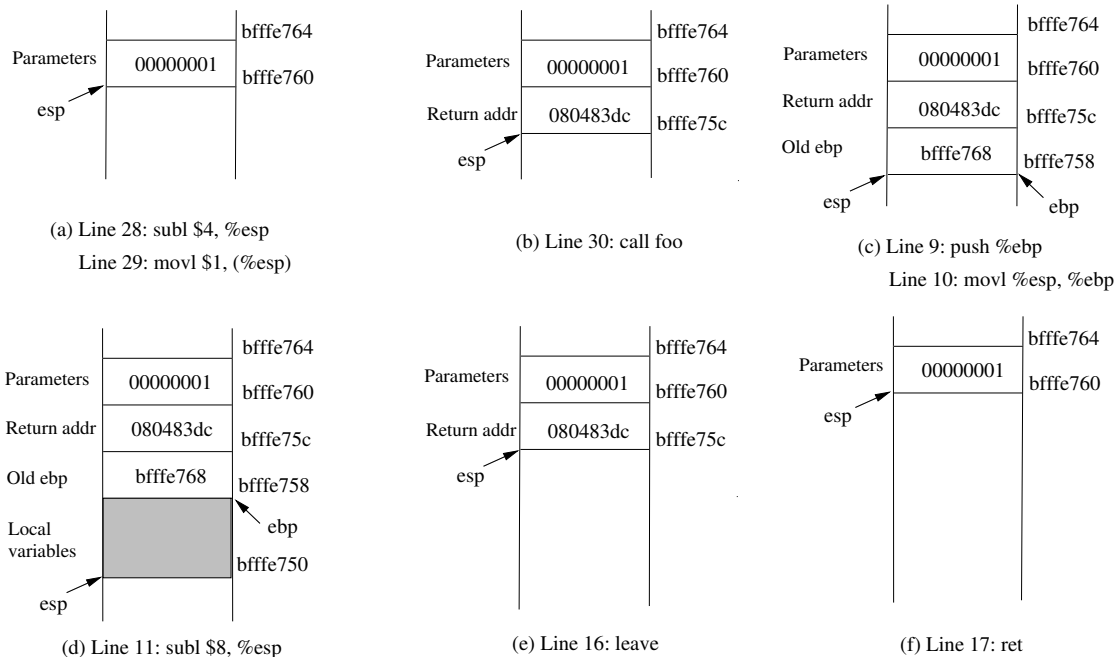 bfffe764
Parameters
00000001
bfffe760
esp
(a) Line 28: subl $4, %esp
Line 29: movl $1, (%esp)
bfffe764
Parameters
00000001
bfffe760
Return addr
080483dc
bfffe75c
esp
(b) Line 30: call foo
bfffe764
Parameters
00000001
bfffe760
Return addr
080483dc
bfffe75c
Old ebp
bfffe768
bfffe758
esp
ebp
(c) Line 9: push %ebp
Line 10: movl %esp, %ebp
bfffe764
Parameters
00000001
bfffe760
Return addr
080483dc
bfffe75c
Old ebp
bfffe768
bfffe758
ebp
Local
variables
bfffe750
esp
(d) Line 11: subl $8, %esp
bfffe764
Parameters
00000001
bfffe760
Return addr
080483dc
bfffe75c
esp
(e) Line 16: leave
bfffe764
Parameters
00000001
bfffe760
esp
(f) Line 17: ret